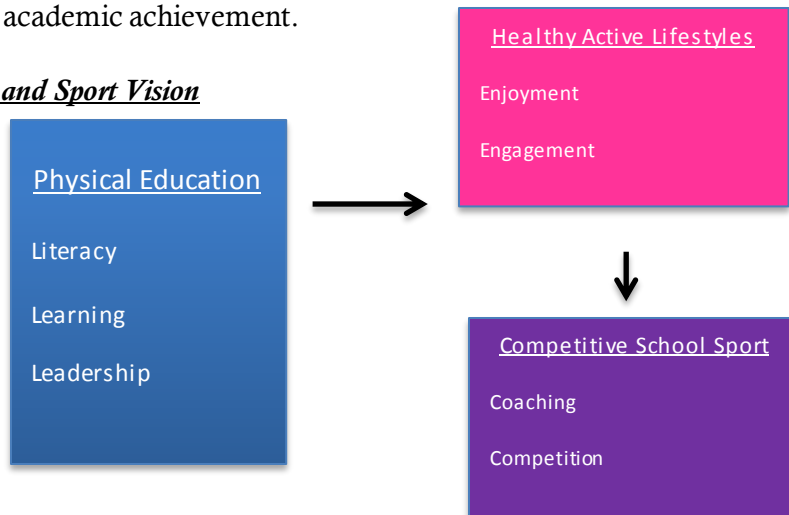 academic achievement.
and Sport Vision
Physical Education
Literacy
Learning
Leadership
Healthy Active Lifestyles
Enjoyment
Engagement
Competitive School Sport
Coaching
Competition